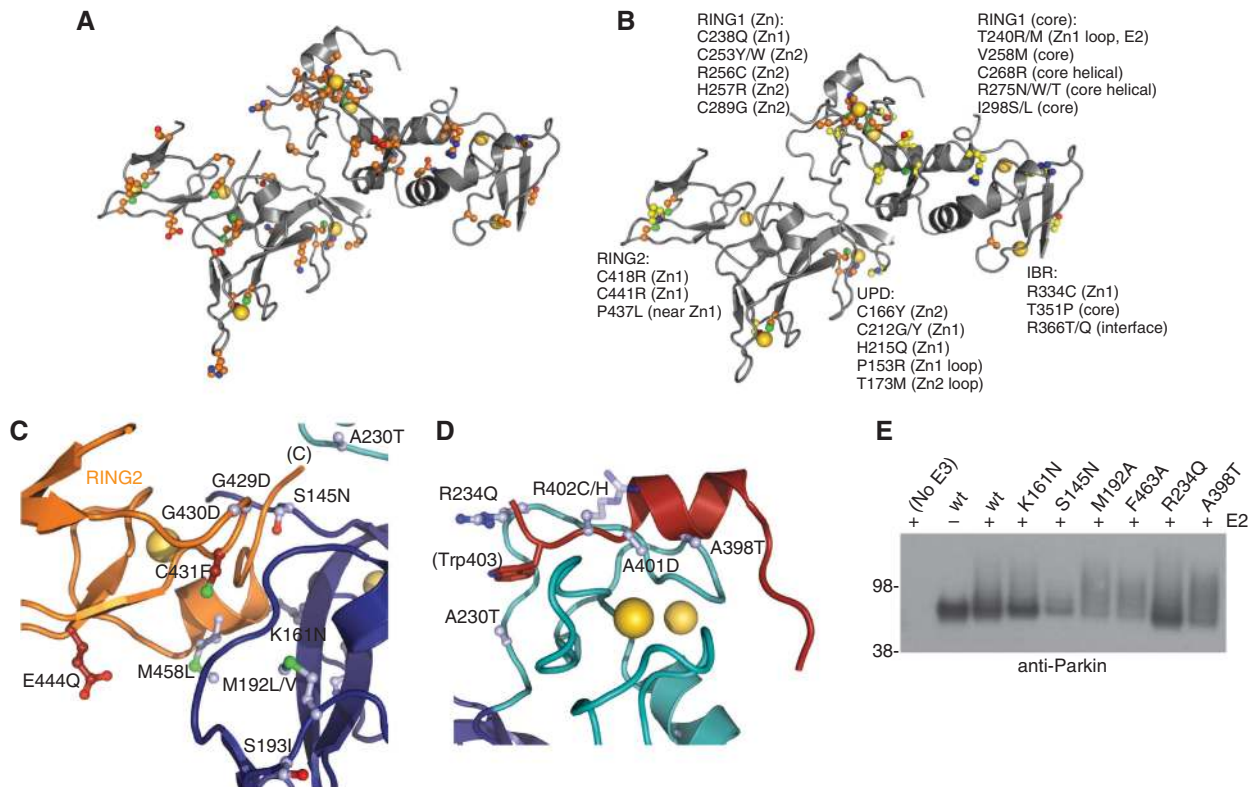 A
B
RING1 (Zn):
C238Q (Zn1)
C253Y/W (Zn2)
R256C (Zn2)
H257R (Zn2)
C289G (Zn2)
RING1 (core):
T240R/M (Zn1 loop, E2)
V258M (core)
C268R (core helical)
R275N/W/T (core helical)
I298S/L (core)
RING2:
C418R (Zn1)
C441R (Zn1)
P437L (near Zn1)
UPD:
C166Y (Zn2)
C212G/Y (Zn1)
H215Q (Zn1)
P153R (Zn1 loop)
T173M (Zn2 loop)
IBR:
R334C (Zn1)
T351P (core)
R366T/Q (interface)
C
A230T
(C)
RING2
G429D
S145N
G430D
C431F
K161N
E444Q
M458L
M192L/V
S193I
D
R234Q
R402C/H
(Trp403)
A398T
A401D
A230T
E
(No E3)
wt
wt
K161N
S145N
M192A
F463A
R234Q
A398T
+ − + + + + + + + E2
98-
38-
anti-Parkin